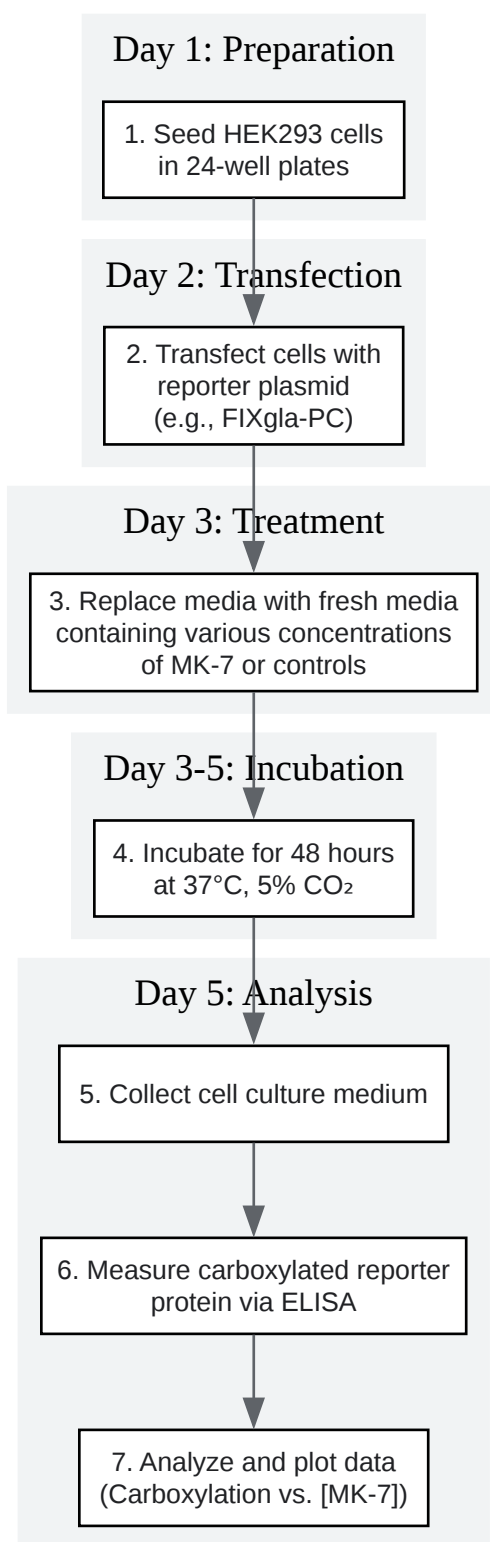 Day 1: Preparation
1. Seed HEK293 cells
in 24-well plates
Day 2: Transfection
2. Transfect cells with
reporter plasmid
(e.g., FIXgla-PC)
Day 3: Treatment
3. Replace media with fresh media
containing various concentrations
of MK-7 or controls
Day 3-5: Incubation
4. Incubate for 48 hours
at 37°C, 5% CO₂
Day 5: Analysis
5. Collect cell culture medium
6. Measure carboxylated reporter
protein via ELISA
7. Analyze and plot data
(Carboxylation vs. [MK-7])